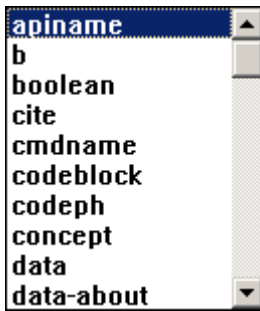 apiname
b
boolean
cite
cmdname
codeblock
codeph
concept
data
data-about